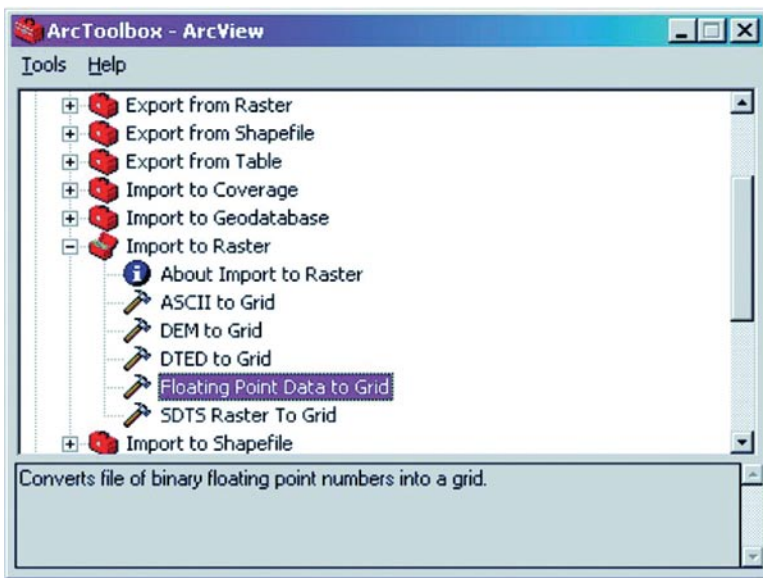 ArcToolbox - ArcView
Tools Help
Export from Raster
Export from Shapefile
Export from Table
Import to Coverage
Import to Geodatabase
Import to Raster
About Import to Raster
ASCII to Grid
DEM to Grid
DTED to Grid
Floating Point Data to Grid
SDTS Raster To Grid
Import to Shapefile
Converts file of binary floating point numbers into a grid.